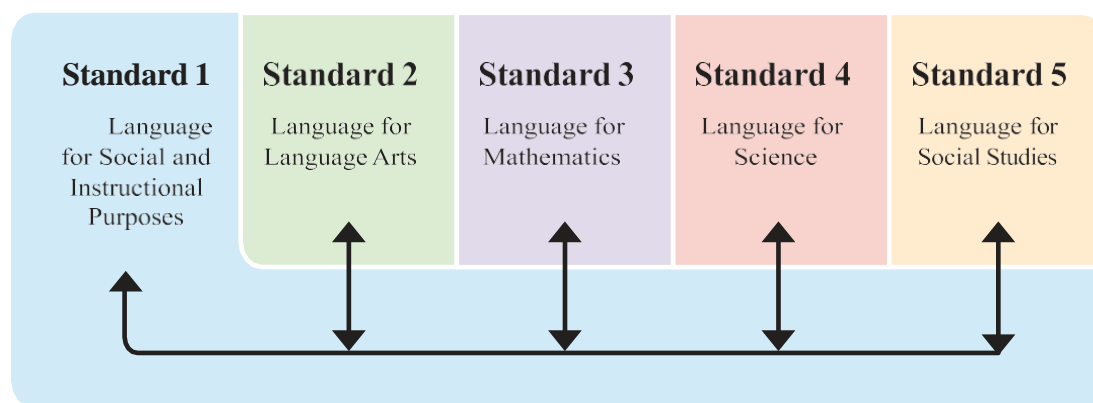 Standard 1
Language
for Social and
Instructional
Purposes
Standard 2
Language for
Language Arts
Standard 3
Language for
Mathematics
Standard 4
Language for
Science
Standard 5
Language for
Social Studies